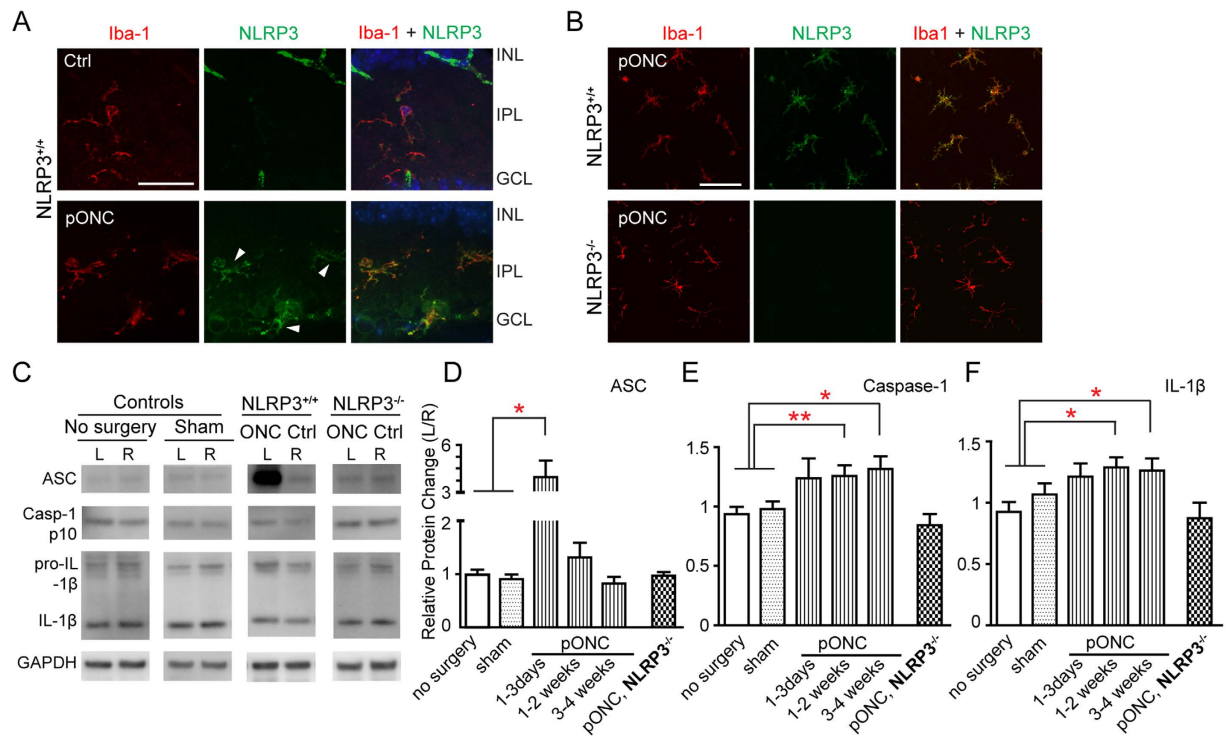 A
Iba-1 NLRP3 Iba-1 + NLRP3
Ctrl
INL
IPL
GCL
NLRP3+/+
pONC
INL
IPL
GCL
B
Iba-1 NLRP3 Iba1 + NLRP3
pONC
NLRP3+/+
pONC
NLRP3-/-
C
Controls NLRP3+/+ NLRP3-/-
No surgery Sham ONC Ctrl ONC Ctrl
L R L R L R L R
ASC
Casp-1
p10
pro-IL
-1β
IL-1β
GAPDH
D
ASC
Relative Protein Change (L/R)
6
3
2
1
0
*
no surgery
sham
1-3days
1-2 weeks
3-4 weeks
pONC
pONC, NLRP3-/-
E
Caspase-1
1.5
1
0.5
0
*
**
no surgery
sham
1-3days
1-2 weeks
3-4 weeks
pONC
pONC, NLRP3-/-
F
IL-1β
1.5
1
0.5
0
*
*
no surgery
sham
1-3days
1-2 weeks
3-4 weeks
pONC
pONC, NLRP3-/-